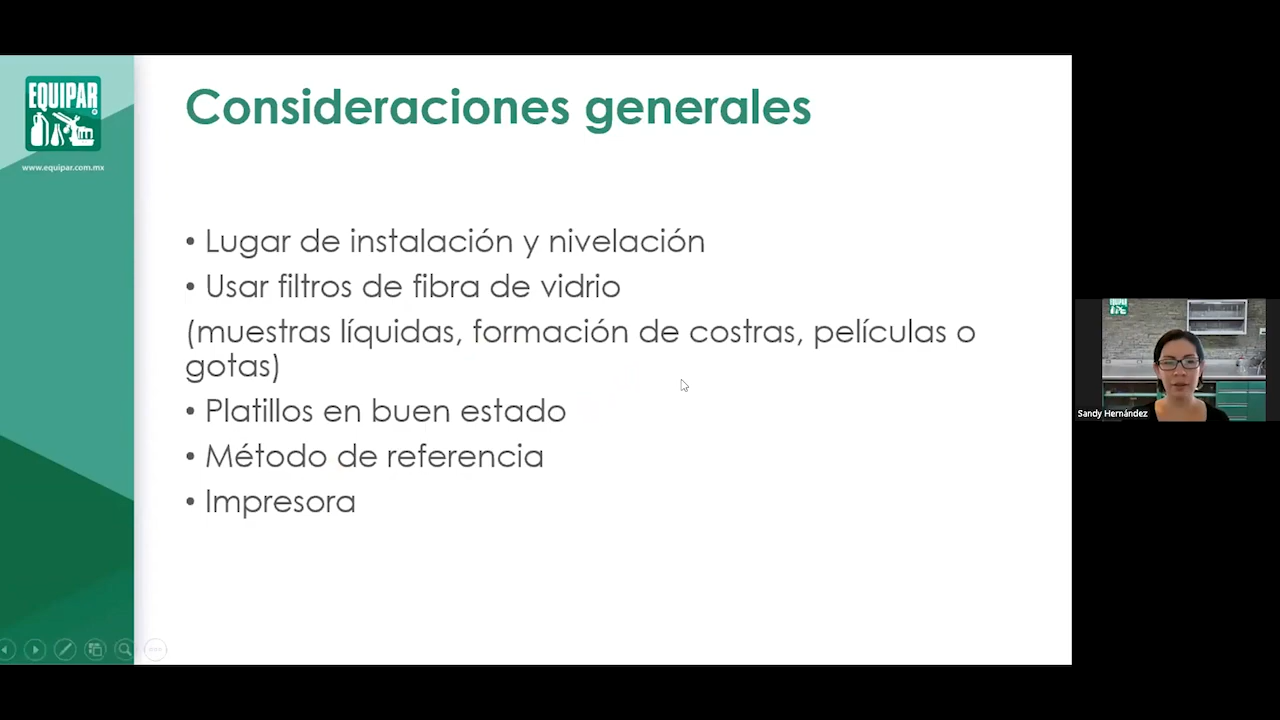 EQUIPAR
www.equipar.com.mx
Consideraciones generales
• Lugar de instalación y nivelación
• Usar filtros de fibra de vidrio
(muestras líquidas, formación de costras, películas o
gotas)
• Platillos en buen estado
• Método de referencia
• Impresora
Sandy Hernández